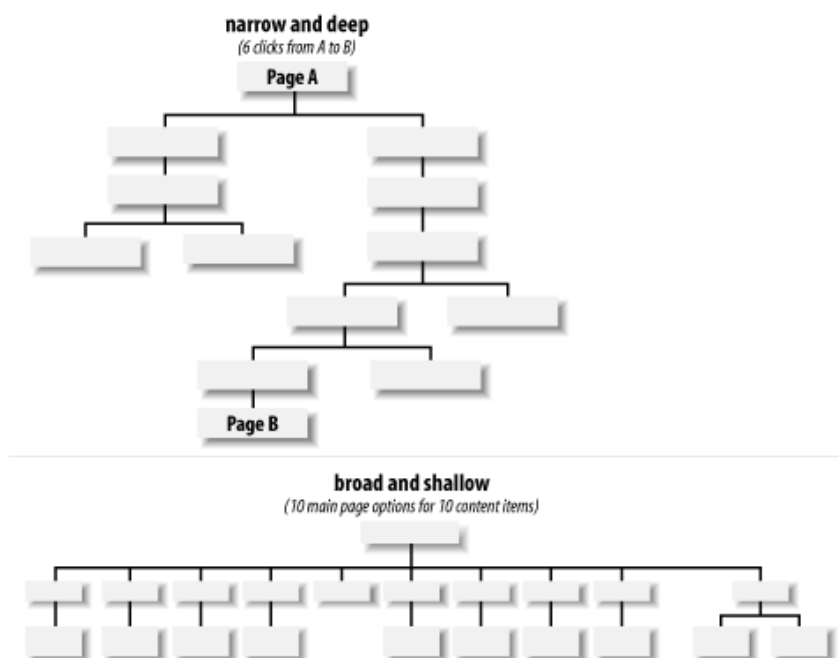 narrow and deep
(6 clicks from A to B)
Page A
Page B
broad and shallow
(10 main page options for 10 content items)